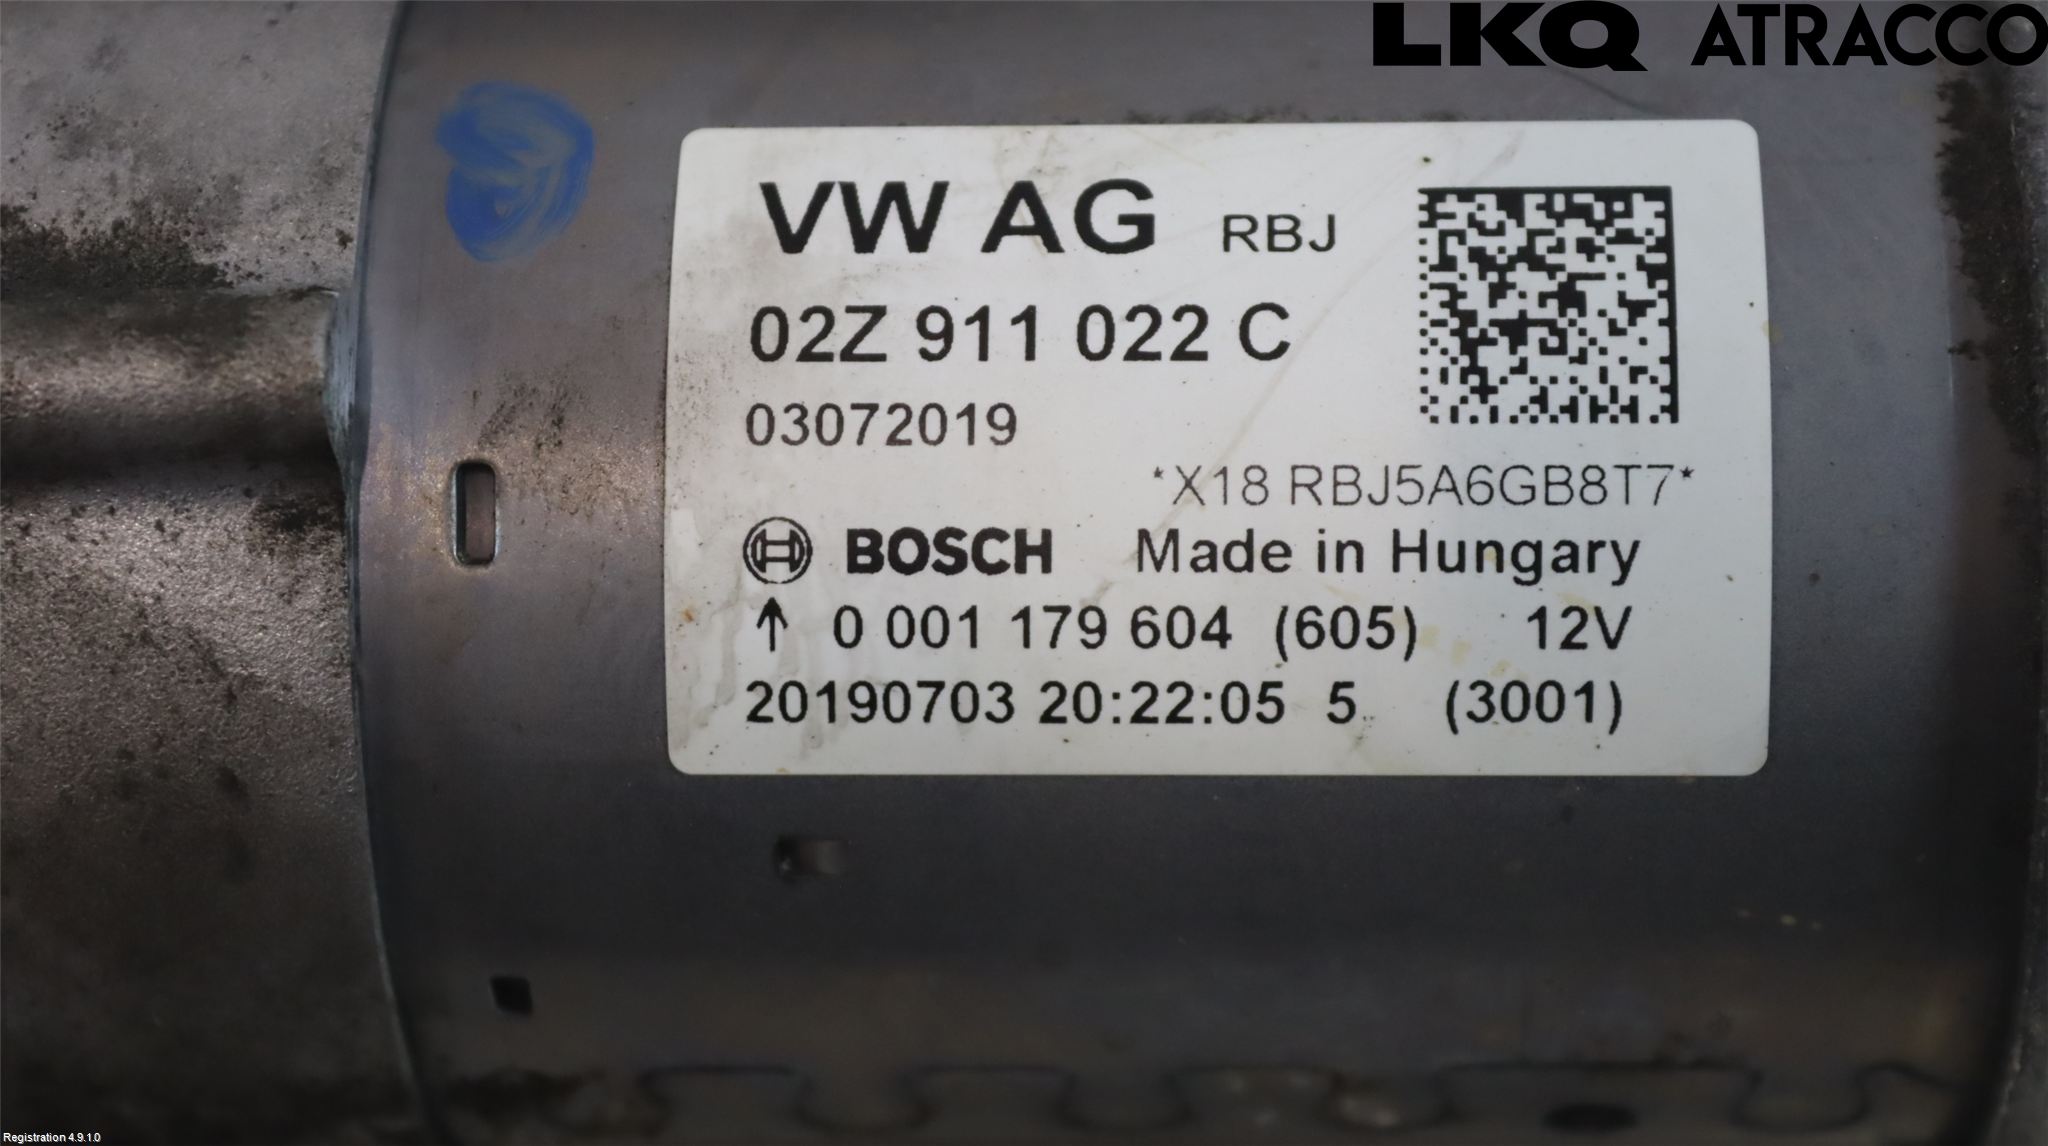 LKQ ATRACCO
VW AG RBJ
02Z 911 022 C
03072019
*X18 RBJ5A6GB8T7*
BOSCH Made in Hungary
↑ 0 001 179 604 (605) 12V
20190703 20:22:05 5 (3001)
Registration 4.9.1.0